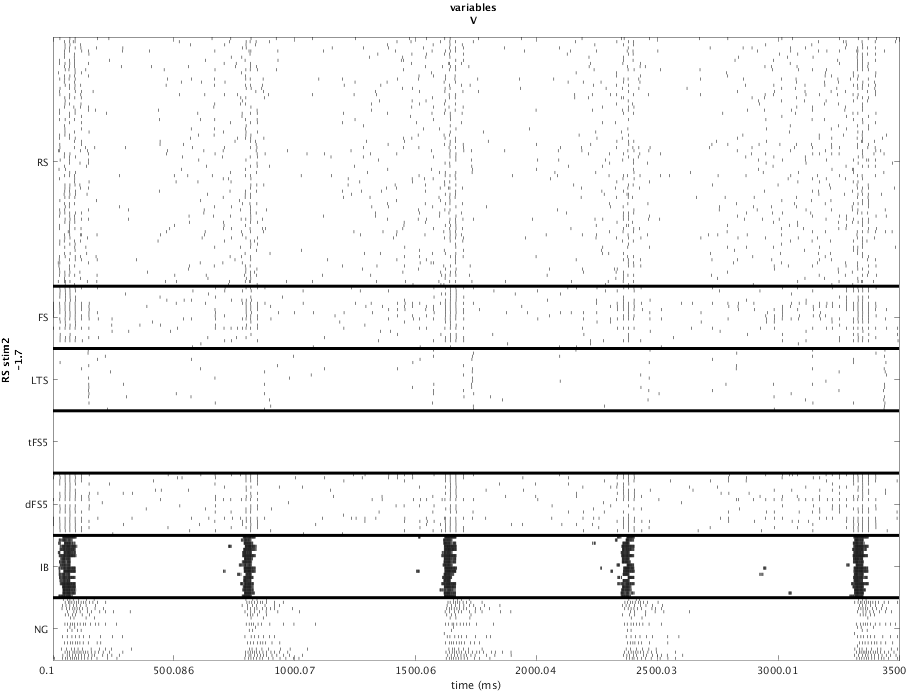 variables
V
RS
FS
RS stim2
-1.7
LTS
tFS5
dFS5
IB
NG
0.1 500.086 1000.07 1500.06 2000.04 2500.03 3000.01 3500
time (ms)